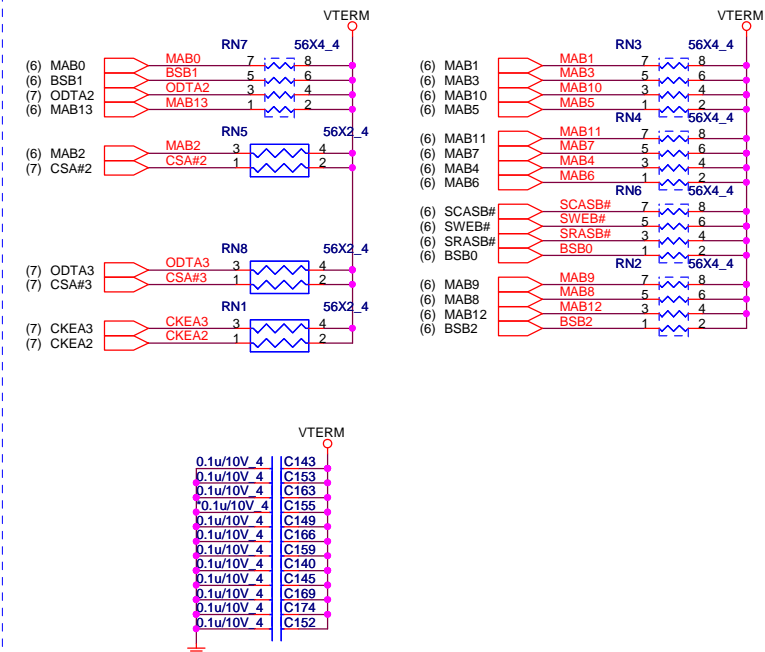 VTERM
RN7 56X4_4
(6) MAB0 MAB0 7 8
(6) BSB1 BSB1 5 6
(7) ODTA2 ODTA2 3 4
(6) MAB13 MAB13 1 2
RN5 56X2_4
(6) MAB2 MAB2 3 4
(7) CSA#2 CSA#2 1 2
RN8 56X2_4
(7) ODTA3 ODTA3 3 4
(7) CSA#3 CSA#3 1 2
RN1 56X2_4
(7) CKEA3 CKEA3 3 4
(7) CKEA2 CKEA2 1 2
VTERM
RN3 56X4_4
(6) MAB1 MAB1 7 8
(6) MAB3 MAB3 5 6
(6) MAB10 MAB10 3 4
(6) MAB5 MAB5 1 2
RN4 56X4_4
(6) MAB11 MAB11 7 8
(6) MAB7 MAB7 5 6
(6) MAB4 MAB4 3 4
(6) MAB6 MAB6 1 2
RN6 56X4_4
(6) SCASB# SCASB# 7 8
(6) SWEB# SWEB# 5 6
(6) SRASB# SRASB# 3 4
(6) BSB0 BSB0 1 2
RN2 56X4_4
(6) MAB9 MAB9 7 8
(6) MAB8 MAB8 5 6
(6) MAB12 MAB12 3 4
(6) BSB2 BSB2 1 2
VTERM
0.1u/10V_4 C143
0.1u/10V_4 C153
0.1u/10V_4 C163
*0.1u/10V_4 C155
0.1u/10V_4 C149
0.1u/10V_4 C166
0.1u/10V_4 C159
0.1u/10V_4 C140
0.1u/10V_4 C145
0.1u/10V_4 C169
0.1u/10V_4 C174
0.1u/10V_4 C152